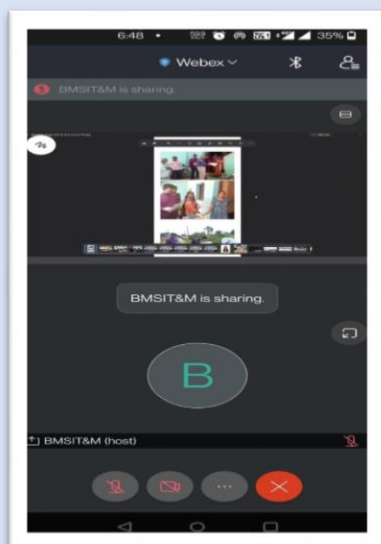 6:48 35%
Webex
BMSIT&M is sharing.
BMSIT&M is sharing.
B
BMSIT&M (host)